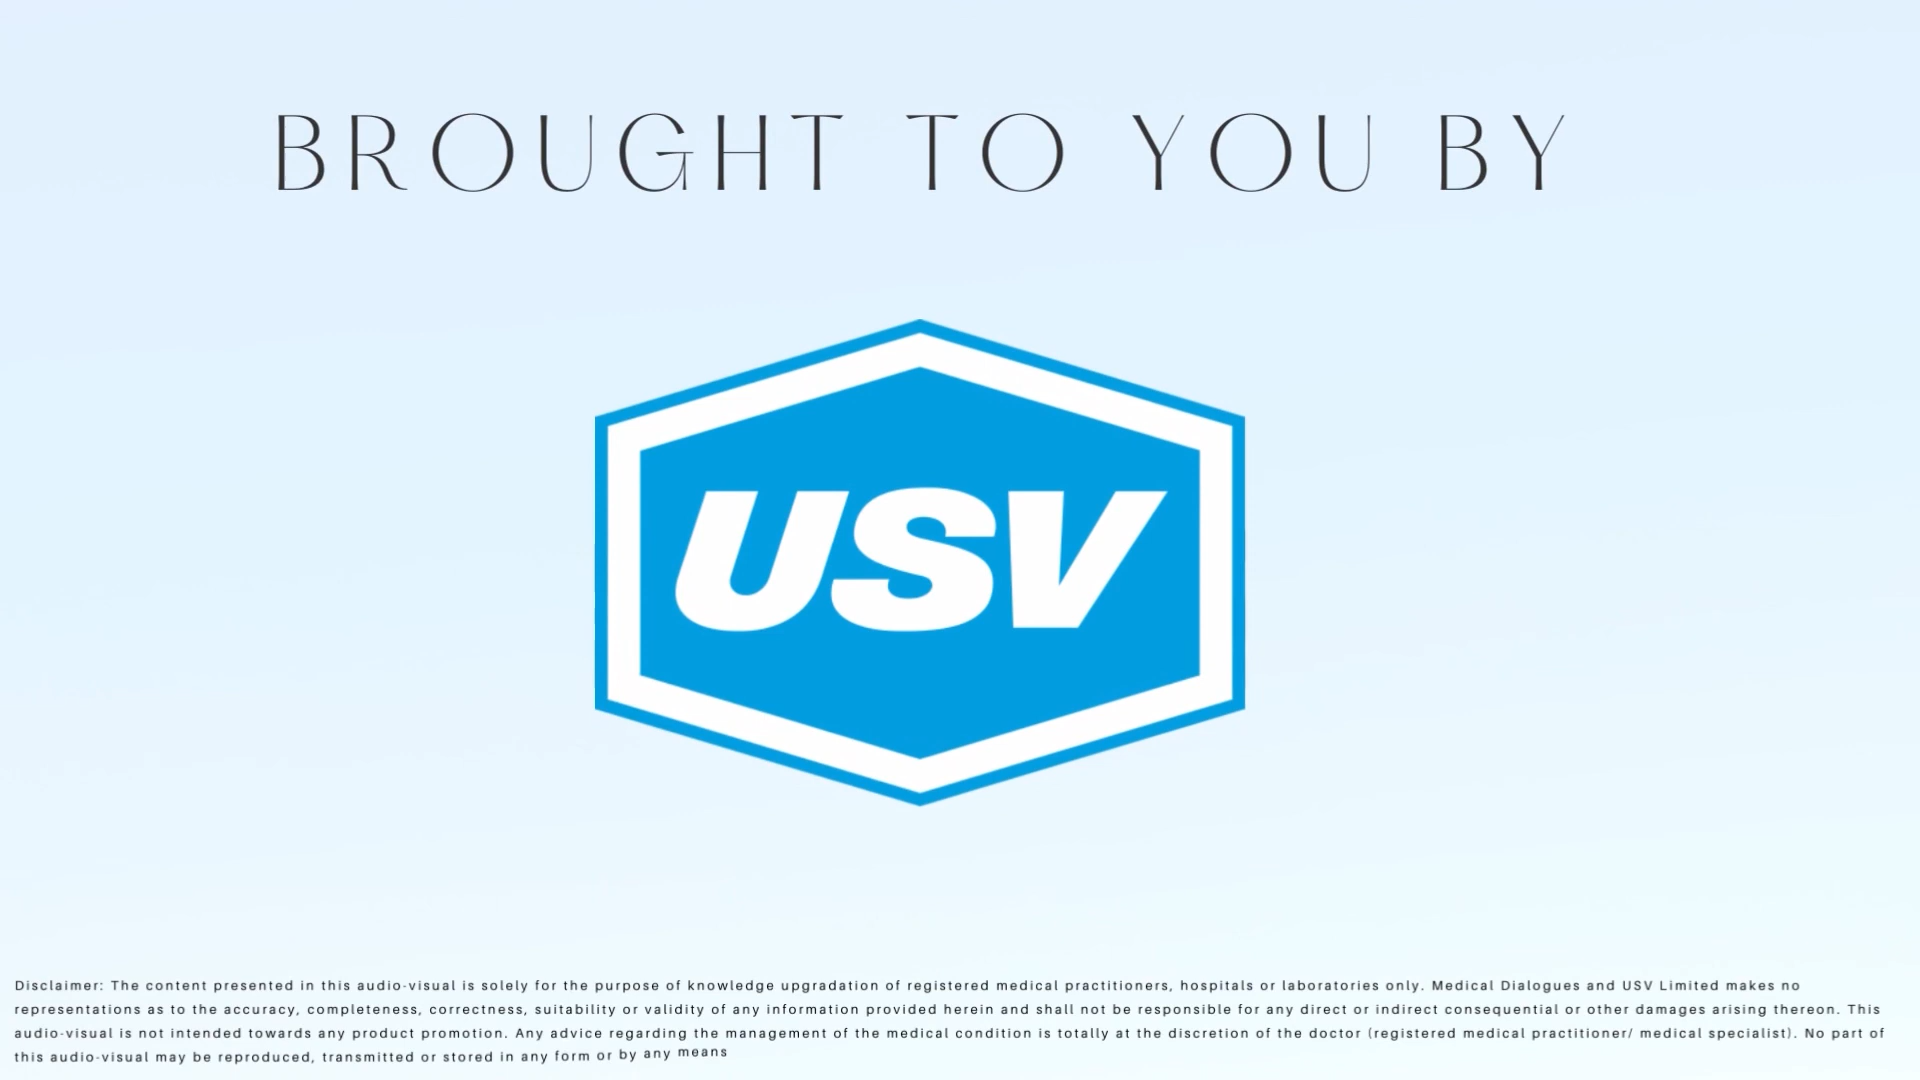 BROUGHT TO YOU BY
USV
Disclaimer: The content presented in this audio-visual is solely for the purpose of knowledge upgradation of registered medical practitioners, hospitals or laboratories only. Medical Dialogues and USV Limited makes no
representations as to the accuracy, completeness, correctness, suitability or validity of any information provided herein and shall not be responsible for any direct or indirect consequential or other damages arising thereon. This
audio-visual is not intended towards any product promotion. Any advice regarding the management of the medical condition is totally at the discretion of the doctor (registered medical practitioner/ medical specialist). No part of
this audio-visual may be reproduced, transmitted or stored in any form or by any means